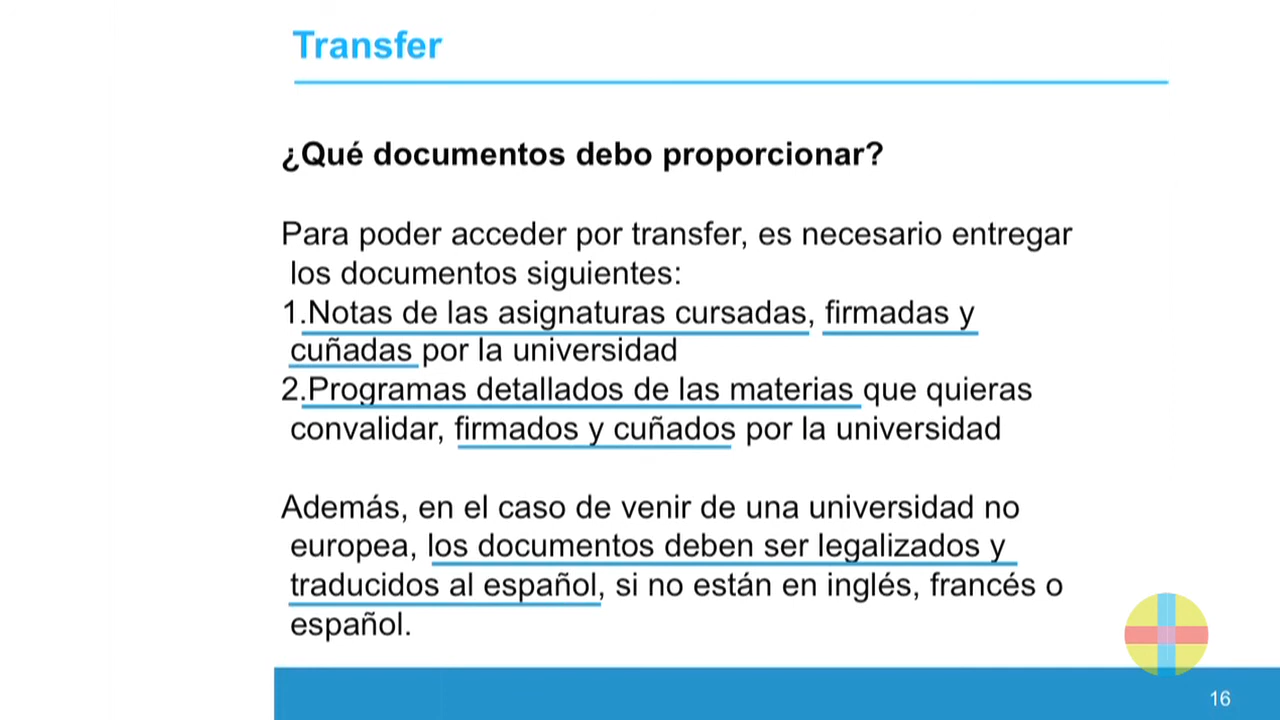 Transfer
¿Qué documentos debo proporcionar?
Para poder acceder por transfer, es necesario entregar
los documentos siguientes:
1.Notas de las asignaturas cursadas, firmadas y
cuñadas por la universidad
2.Programas detallados de las materias que quieras
convalidar, firmados y cuñados por la universidad
Además, en el caso de venir de una universidad no
europea, los documentos deben ser legalizados y
traducidos al español, si no están en inglés, francés o
español.
16